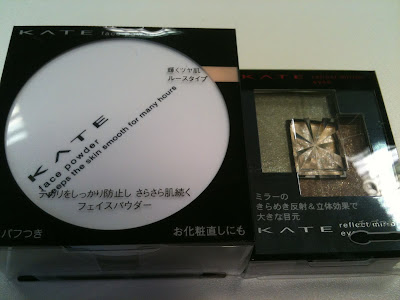 KATE
輝くツヤ肌
ルースタイプ
KATE
face powder
keeps the skin smooth for many hours
テカリをしっかり防止し さらさら肌続く
フェイスパウダー
パフつき
お化粧直しにも
KATE
ミラーの
きらめき反射&立体効果で
大きな目元
KATE
reflect mirror